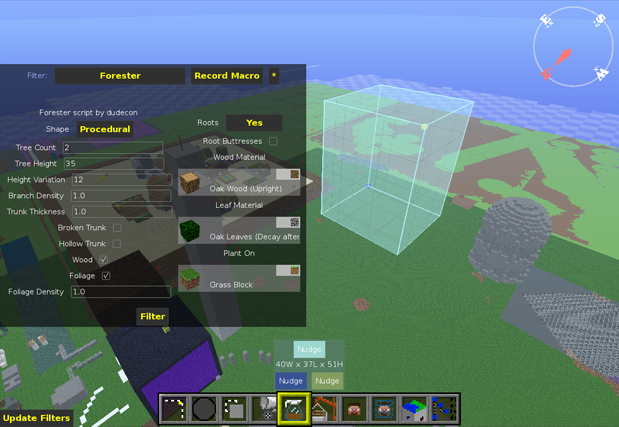 Filter: Forester Record Macro *
Forester script by dudecon
Shape Procedural
Tree Count 2
Tree Height 35
Height Variation 12
Branch Density 1.0
Trunk Thickness 1.0
Broken Trunk
Hollow Trunk
Wood
Foliage
Foliage Density 1.0
Roots Yes
Root Buttresses
Wood Material
Oak Wood (Upright)
Leaf Material
Oak Leaves (Decay after
Plant On
Grass Block
Filter
Nudge
40W x 37L x 51H
Nudge Nudge
Update Filters
E S
N W